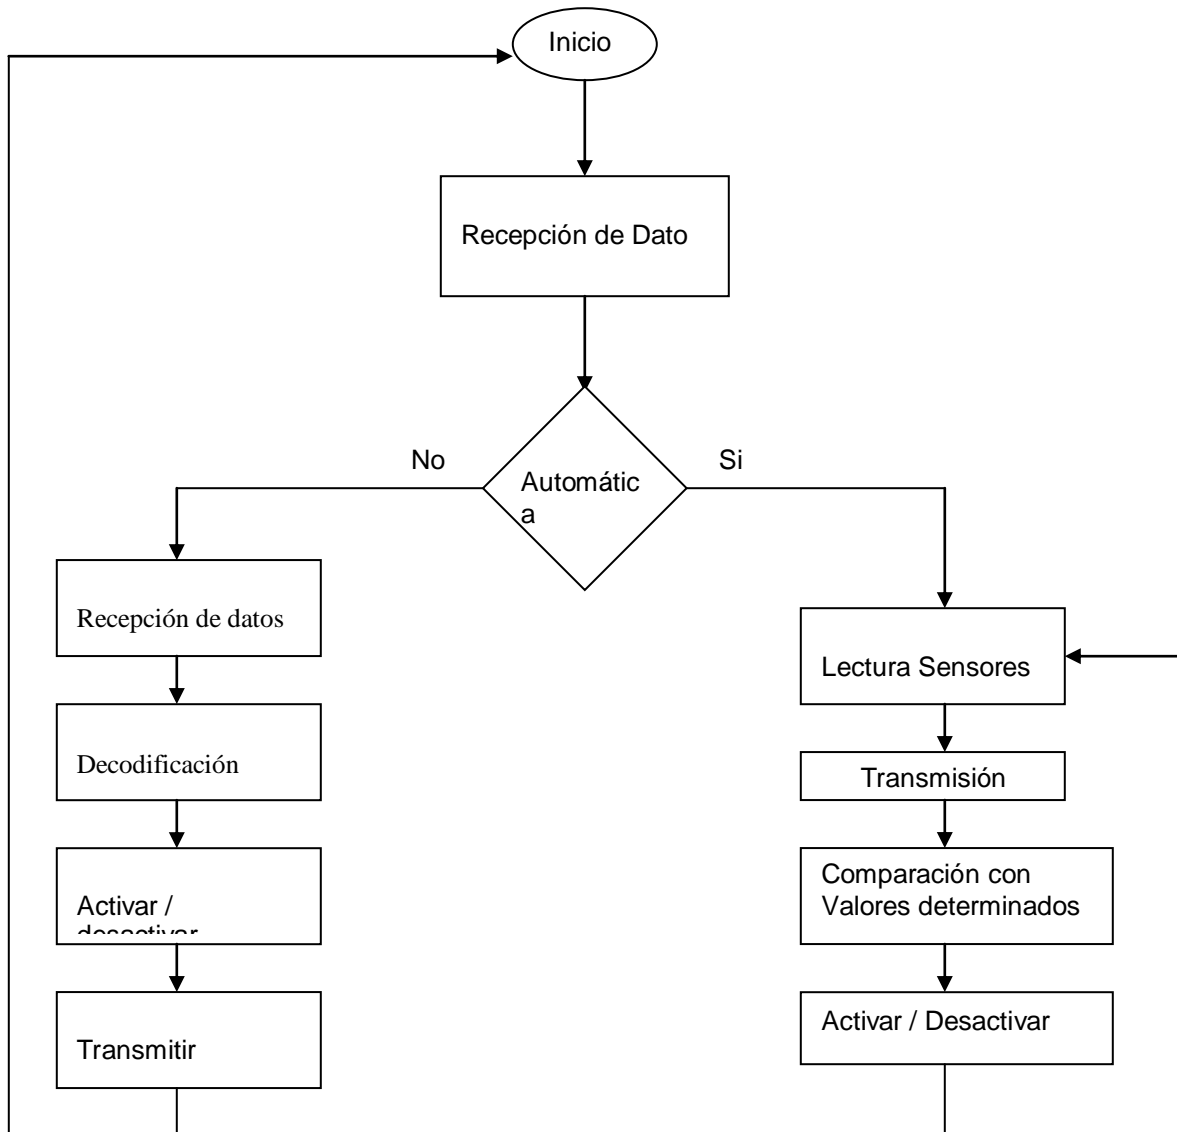 Inicio
Recepción de Dato
No
Si
Automátic
a
Recepción de datos
Decodificación
Activar /
desactivar
Transmitir
Lectura Sensores
Transmisión
Comparación con
Valores determinados
Activar / Desactivar